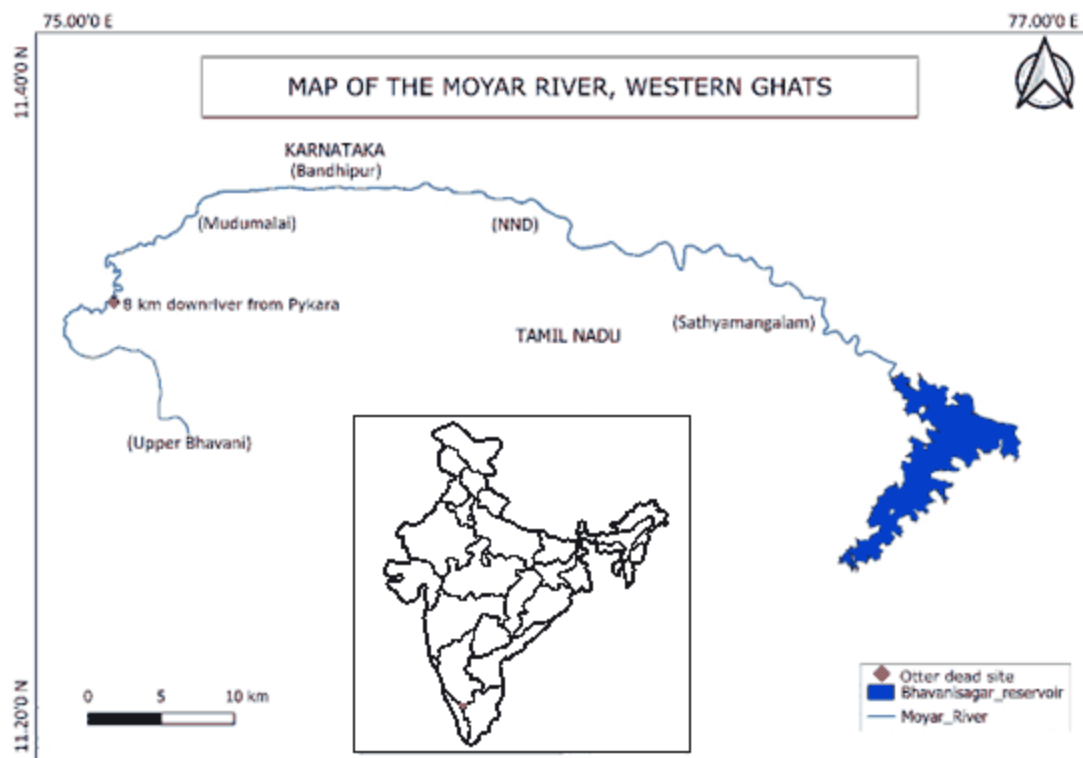 75.00'0 E
77.00'0 E
11.40'0 N
MAP OF THE MOYAR RIVER, WESTERN GHATS
KARNATAKA
(Bandhipur)
(Mudumalai)
(NND)
8 km downriver from Pykara
TAMIL NADU
(Sathyamangalam)
(Upper Bhavani)
0 5 10 km
11.20'0 N
Otter dead site
Bhavanisagar_reservoir
Moyar_River